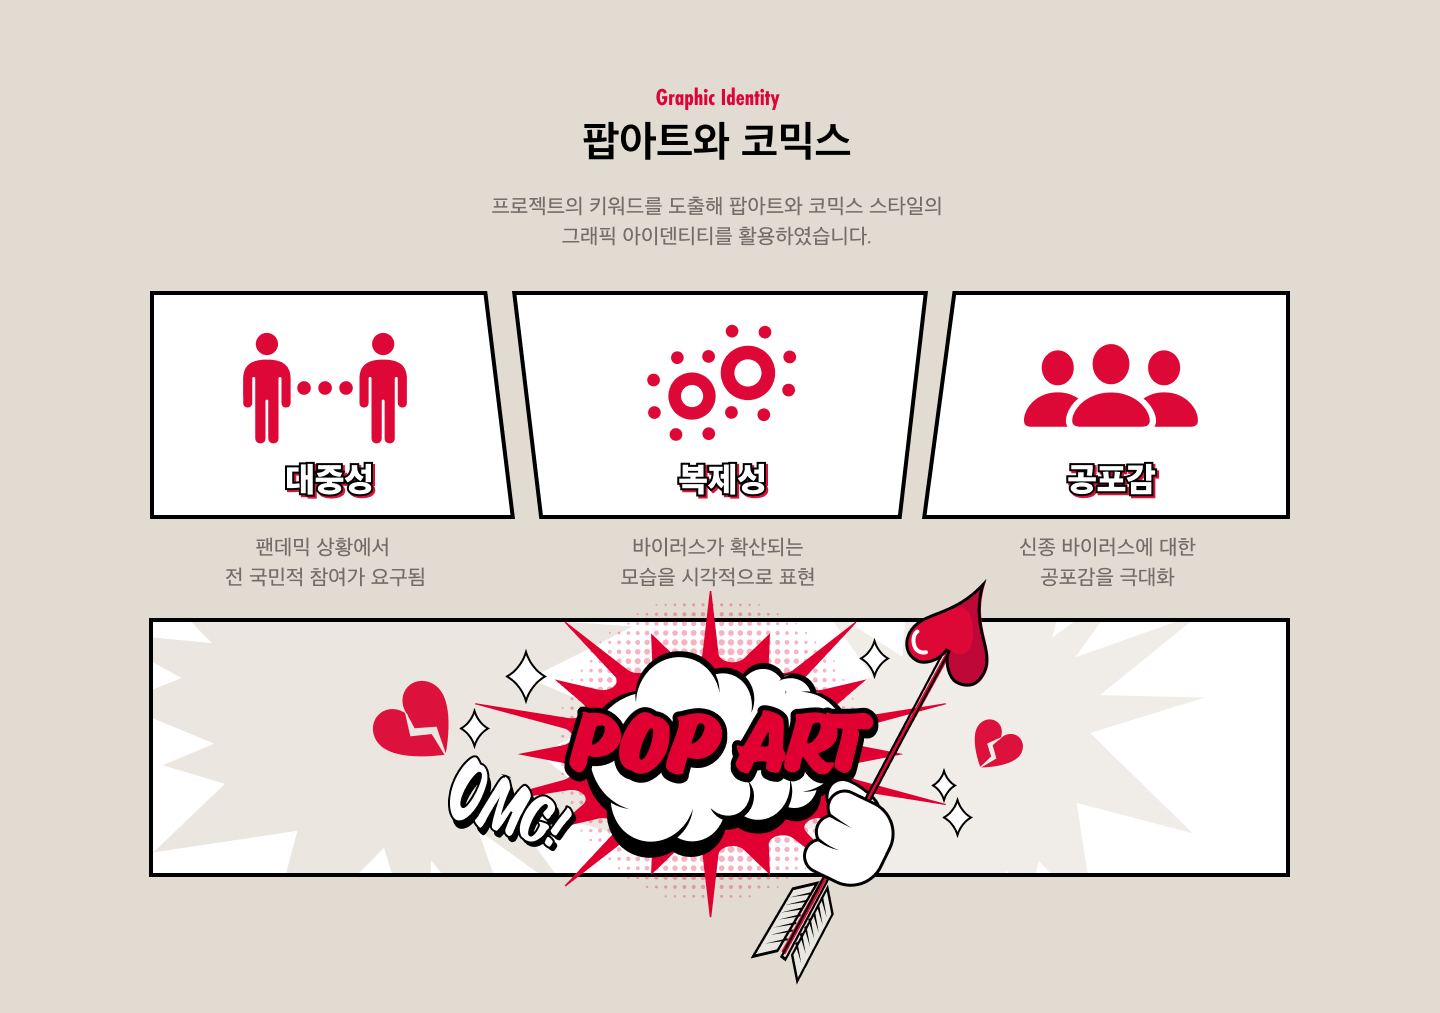 Graphic Identity
팝아트와 코믹스
프로젝트의 키워드를 도출해 팝아트와 코믹스 스타일의
그래픽 아이덴티티를 활용하였습니다.
대중성
복제성
공포감
팬데믹 상황에서
전 국민적 참여가 요구됨
바이러스가 확산되는
모습을 시각적으로 표현
신종 바이러스에 대한
공포감을 극대화
POP ART
OMG!